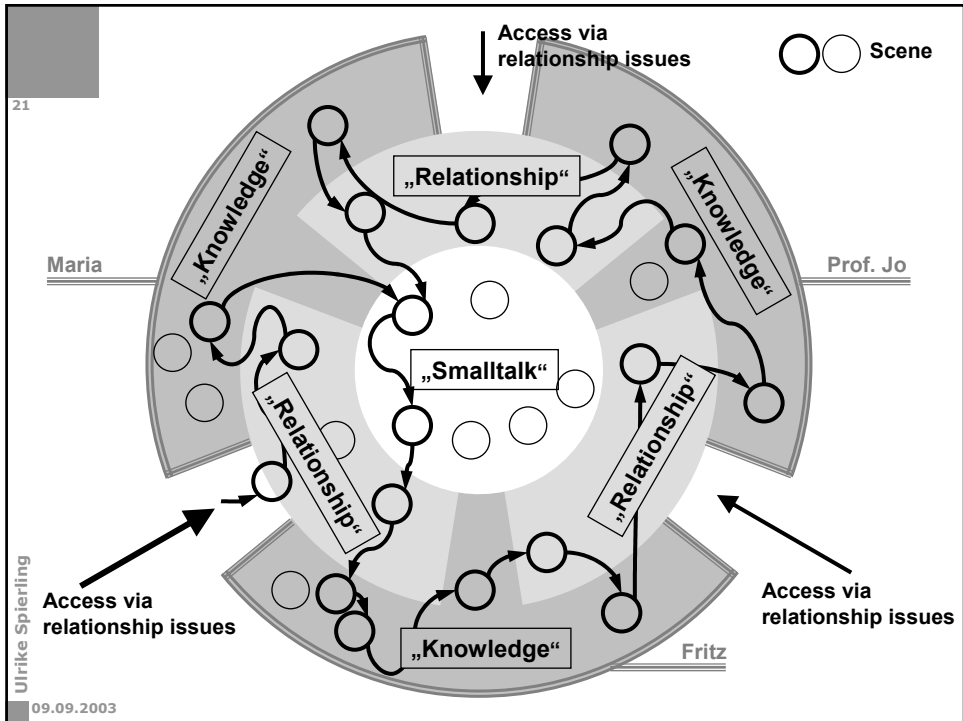 Access via
relationship issues
Scene
21
„Relationship“
„Knowledge“
„Knowledge“
Maria
Prof. Jo
„Smalltalk“
„Relationship“
„Relationship“
Access via
relationship issues
Access via
relationship issues
„Knowledge“
Fritz
Ulrike Spierling
09.09.2003